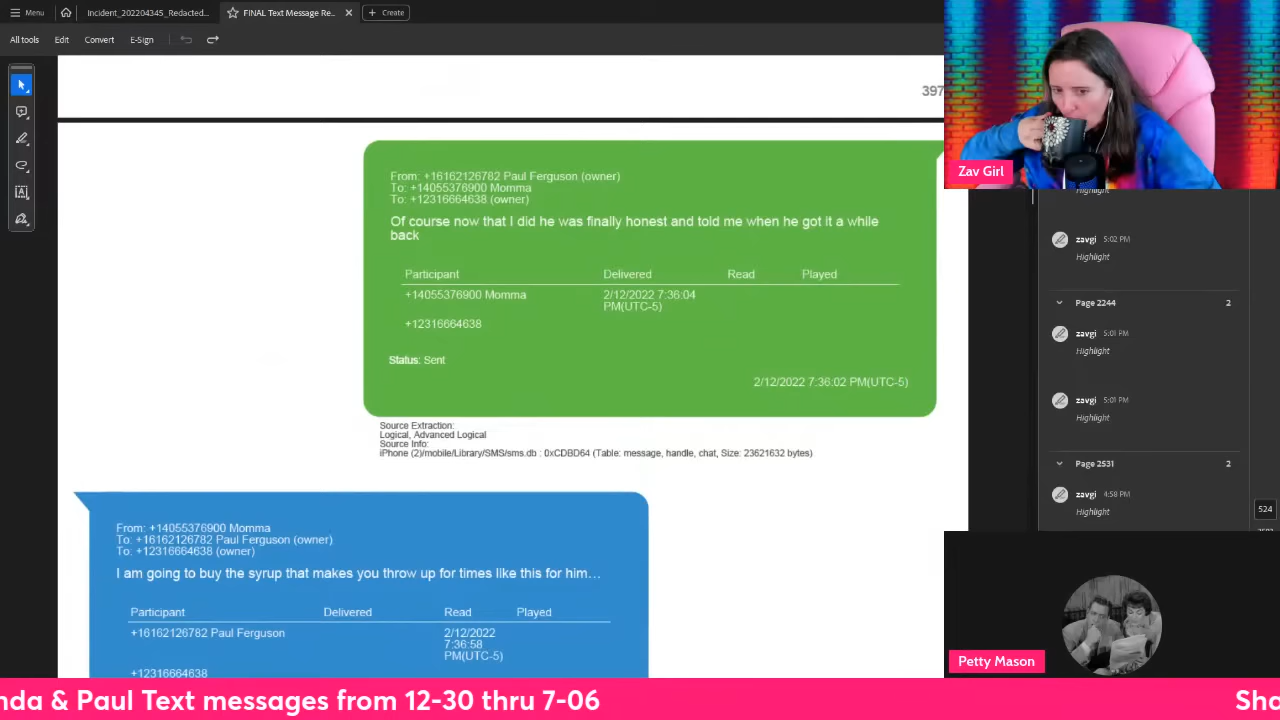 Menu
Incident_202204345_Redacted...
FINAL Text Message Re...
Create
All tools
Edit
Convert
E-Sign
397
From: +16162126782 Paul Ferguson (owner)
To: +14055376900 Momma
To: +12316664638 (owner)
Of course now that I did he was finally honest and told me when he got it a while
back
Participant Delivered Read Played
+14055376900 Momma 2/12/2022 7:36:04
PM(UTC-5)
+12316664638
Status: Sent
2/12/2022 7:36:02 PM(UTC-5)
Source Extraction:
Logical, Advanced Logical
Source Info:
iPhone (2)/mobile/Library/SMS/sms.db : 0xCDBD64 (Table: message, handle, chat, Size: 23621632 bytes)
From: +14055376900 Momma
To: +16162126782 Paul Ferguson (owner)
To: +12316664638 (owner)
I am going to buy the syrup that makes you throw up for times like this for him…
Participant Delivered Read Played
+16162126782 Paul Ferguson 2/12/2022
7:36:58
PM(UTC-5)
+12316664638
Zav Girl
Highlight
zavgi 5:02 PM
Highlight
Page 2244 2
zavgi 5:01 PM
Highlight
zavgi 5:01 PM
Highlight
Page 2531 2
zavgi 4:58 PM
Highlight
524
Petty Mason
nda & Paul Text messages from 12-30 thru 7-06
Sha